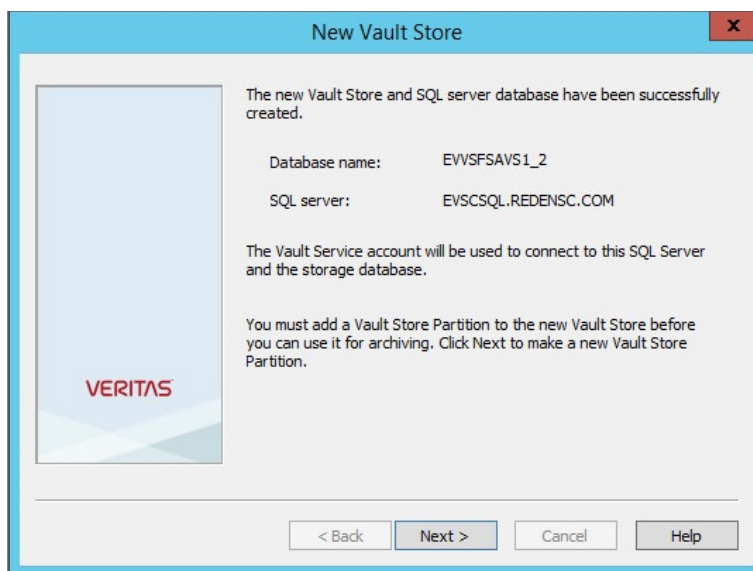 New Vault Store
x
The new Vault Store and SQL server database have been successfully
created.
Database name: EVVSFSAVS1_2
SQL server: EVSCSQL.REDENSC.COM
The Vault Service account will be used to connect to this SQL Server
and the storage database.
You must add a Vault Store Partition to the new Vault Store before
you can use it for archiving. Click Next to make a new Vault Store
Partition.
VERITAS
< Back Next > Cancel Help